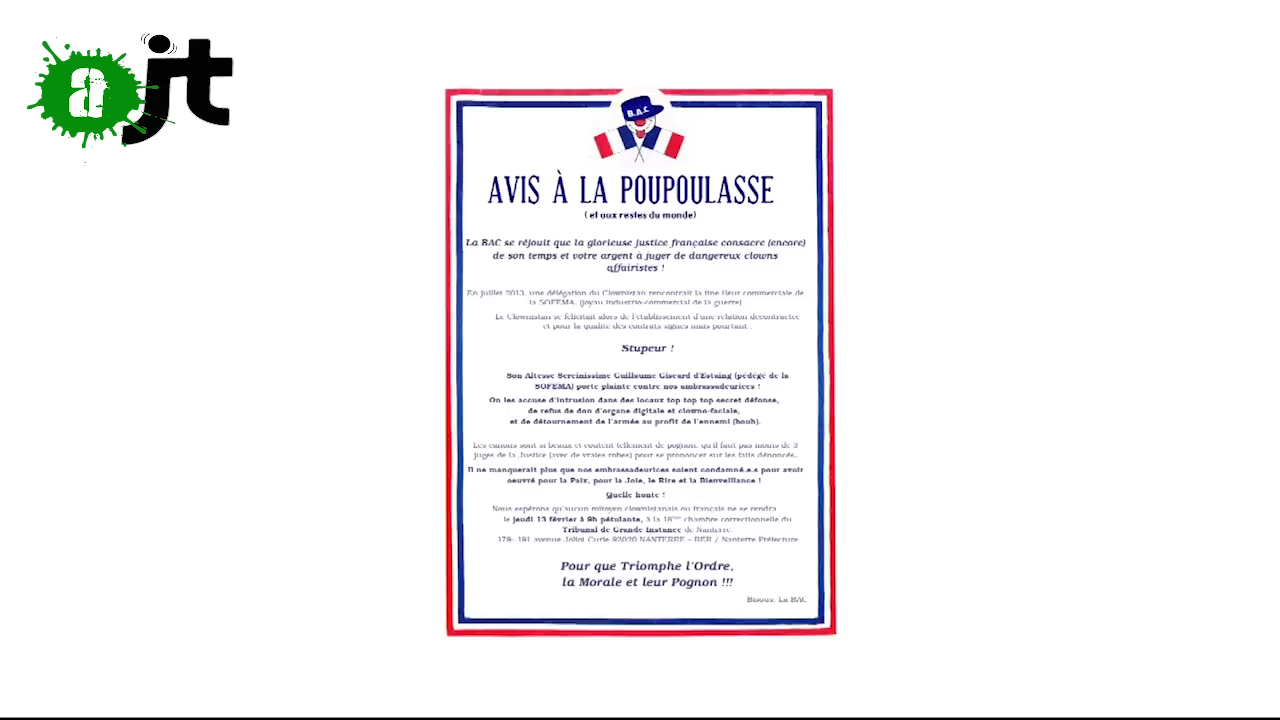 ajt
B.A.C
AVIS À LA POUPOULASSE
( et aux restes du monde)
La BAC se réjouit que la glorieuse justice française consacre (encore)
de son temps et votre argent à juger de dangereux clowns
affairistes !
En juillet 2013, une délégation du Clownistan rencontrait la fine fleur commerciale de
la SOFEMA, (joyau industrio-commercial de la guerre)
Le Clownistan se félicitait alors de l'établissement d'une relation décontractée
et pour la qualité des contrats signés mais pourtant :
Stupeur !
Son Altesse Sérénissime Guillaume Giscard d'Estaing (pédégé de la
SOFEMA) porte plainte contre nos ambrassadeurices !
On les accuse d'intrusion dans des locaux top top top secret défonse,
de refus de don d'organe digitale et clowno-faciale,
et de détournement de l'armée au profit de l'ennemi (bouh).
Les canons sont si beaux et coutent tellement de pognon, qu'il faut pas moins de 3
juges de la Justice (avec de vraies robes) pour se prononcer sur les faits dénoncés..
Il ne manquerait plus que nos embrassadeurices soient condamné.e.s pour avoir
oeuvré pour la Paix, pour la Joie, le Rire et la Bienveillance !
Quelle honte !
Nous espérons qu'aucun mitoyen clownistanais ou français ne se rendra
le jeudi 13 février à 9h pétulante, à la 18ème chambre correctionnelle du
Tribunal de Grande Instance de Nanterre.
179- 191 avenue Joliot Curie 92020 NANTERRE – RER / Nanterre Préfecture
Pour que Triomphe l'Ordre,
la Morale et leur Pognon !!!
Bisous, La BAC